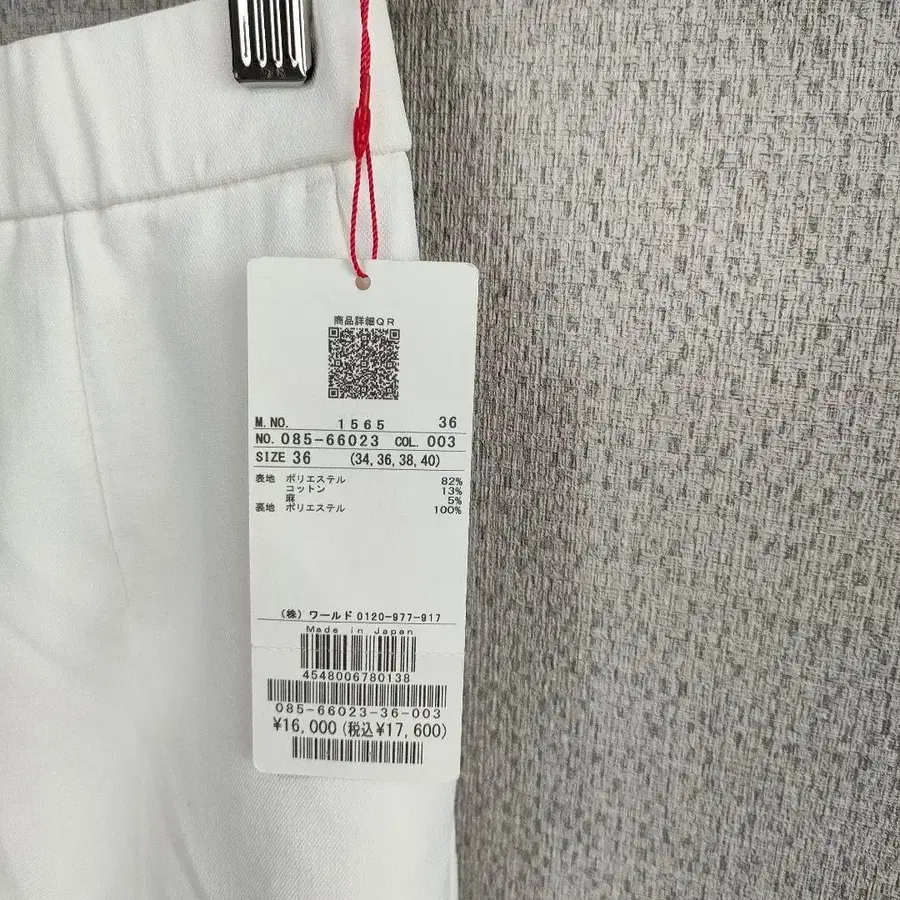 商品詳細QR
M. NO. 1565 36
NO. 085-66023 COL. 003
SIZE 36 (34, 36, 38, 40)
表地 ポリエステル 82%
コットン 13%
麻 5%
裏地 ポリエステル 100%
(株) ワールド 0120-977-917
Made in Japan
4548006780138
085-66023-36-003
¥16,000 (税込¥17,600)